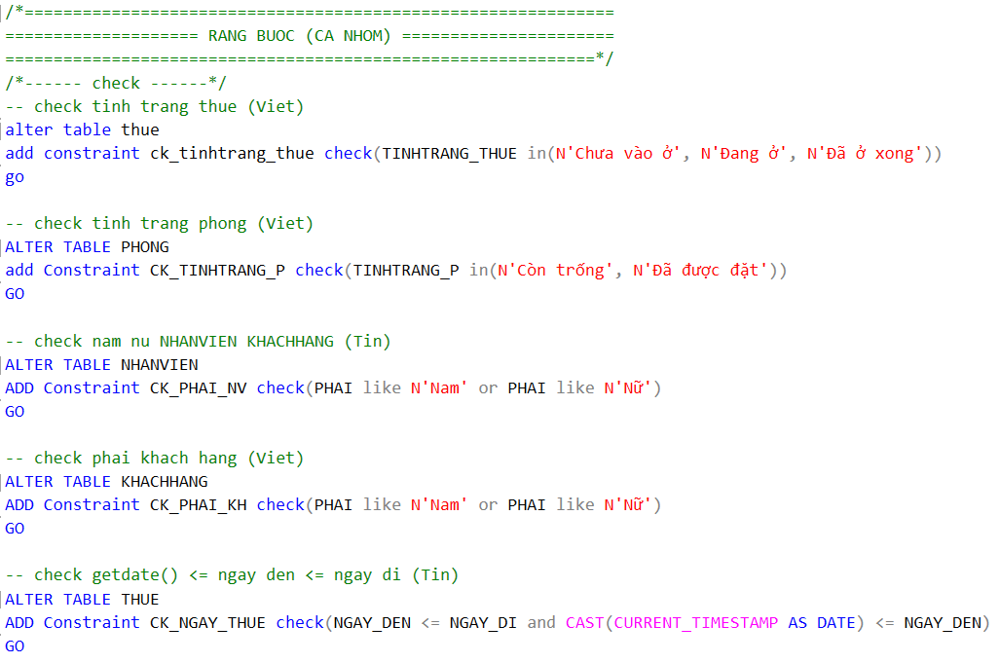 /*=============================================================
==================== RANG BUOC (CA NHOM) ======================
=============================================================*/
/*------ check ------*/
-- check tinh trang thue (Viet)
alter table thue
add constraint ck_tinhtrang_thue check(TINHTRANG_THUE in(N'Chưa vào ở', N'Đang ở', N'Đã ở xong'))
go
-- check tinh trang phong (Viet)
ALTER TABLE PHONG
add Constraint CK_TINHTRANG_P check(TINHTRANG_P in(N'Còn trống', N'Đã được đặt'))
GO
-- check nam nu NHANVIEN KHACHHANG (Tin)
ALTER TABLE NHANVIEN
ADD Constraint CK_PHAI_NV check(PHAI like N'Nam' or PHAI like N'Nữ')
GO
-- check phai khach hang (Viet)
ALTER TABLE KHACHHANG
ADD Constraint CK_PHAI_KH check(PHAI like N'Nam' or PHAI like N'Nữ')
GO
-- check getdate() <= ngay den <= ngay di (Tin)
ALTER TABLE THUE
ADD Constraint CK_NGAY_THUE check(NGAY_DEN <= NGAY_DI and CAST(CURRENT_TIMESTAMP AS DATE) <= NGAY_DEN)
GO